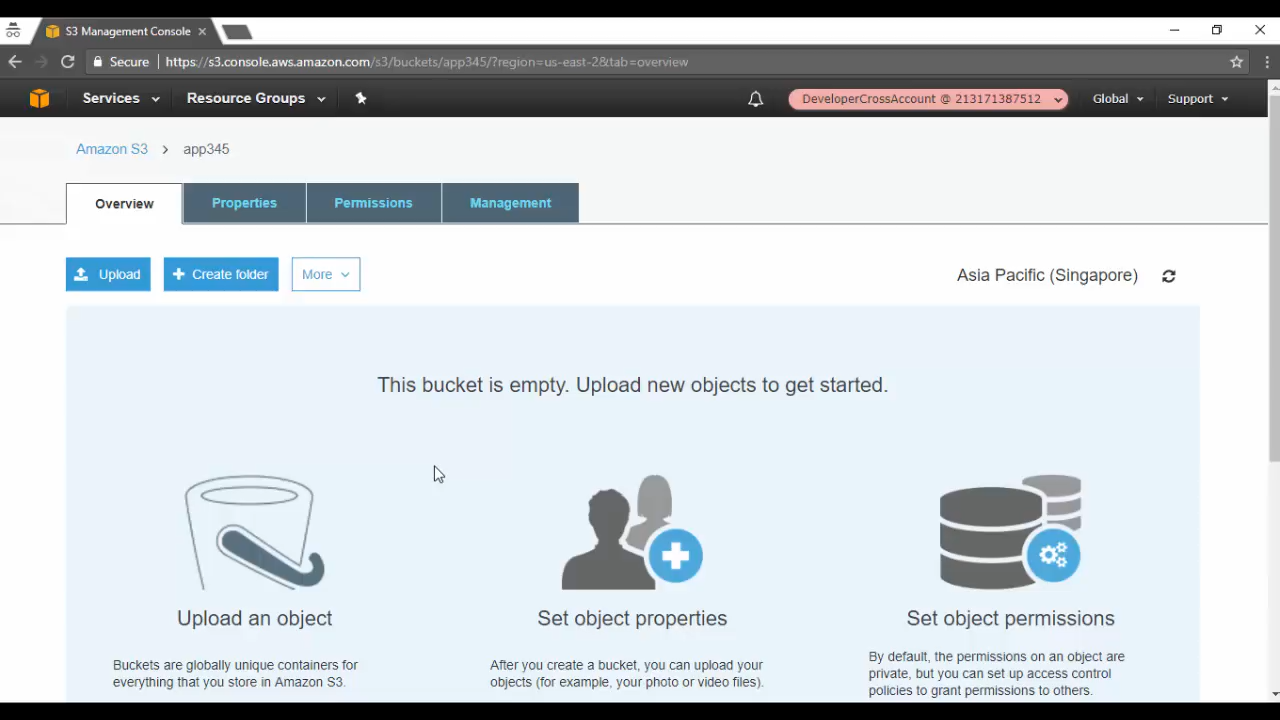 S3 Management Console
Secure https://s3.console.aws.amazon.com/s3/buckets/app345/?region=us-east-2&tab=overview
Services Resource Groups DeveloperCrossAccount @ 213171387512 Global Support
Amazon S3 > app345
Overview Properties Permissions Management
Upload Create folder More Asia Pacific (Singapore)
This bucket is empty. Upload new objects to get started.
Upload an object
Buckets are globally unique containers for
everything that you store in Amazon S3.
Set object properties
After you create a bucket, you can upload your
objects (for example, your photo or video files).
Set object permissions
By default, the permissions on an object are
private, but you can set up access control
policies to grant permissions to others.